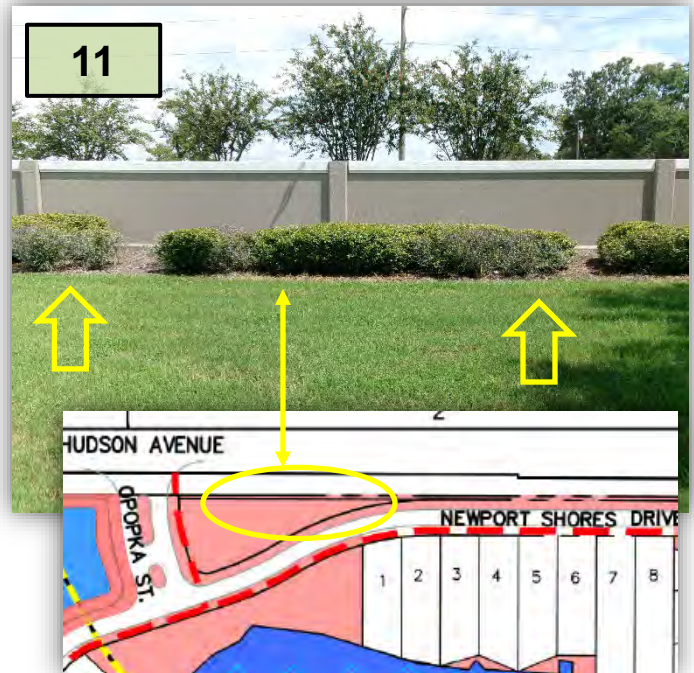 11
2
HUDSON AVENUE
OPOPKA ST.
NEWPORT SHORES DRIVE
1 2 3 4 5 6 7 8